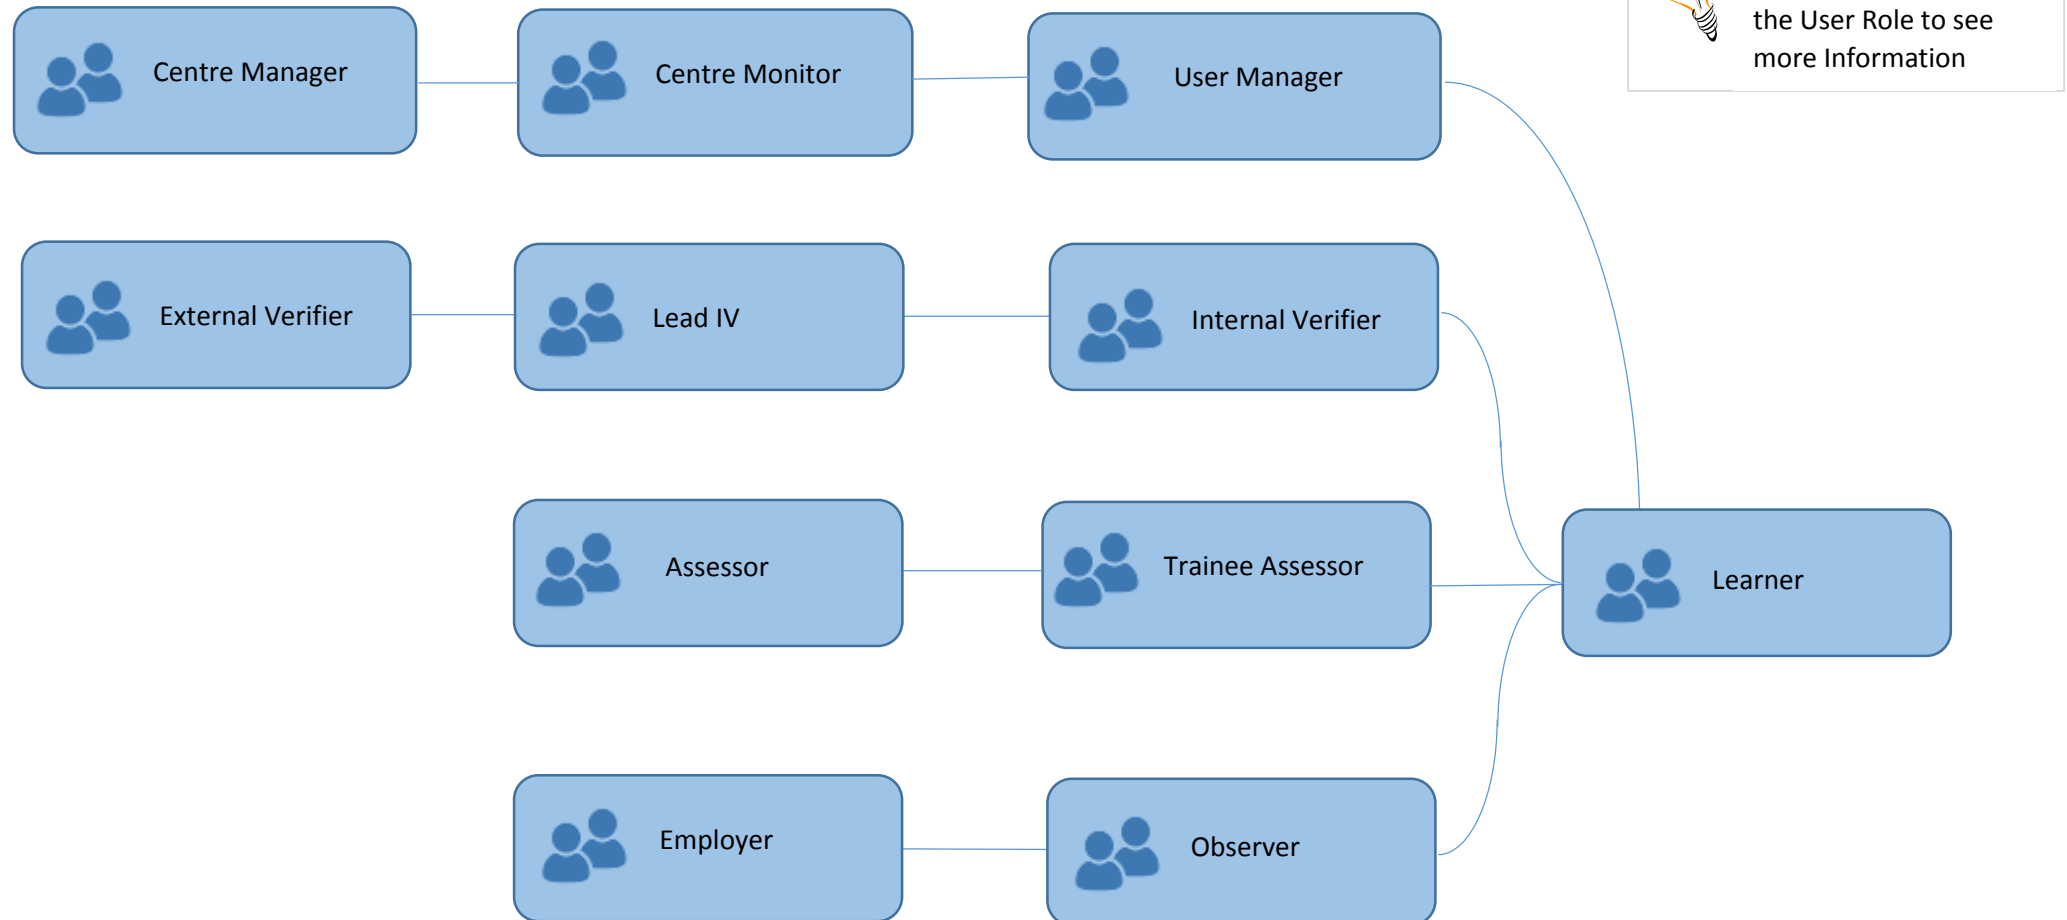 the User Role to see
more Information
Centre Manager
Centre Monitor
User Manager
External Verifier
Lead IV
Internal Verifier
Assessor
Trainee Assessor
Learner
Employer
Observer